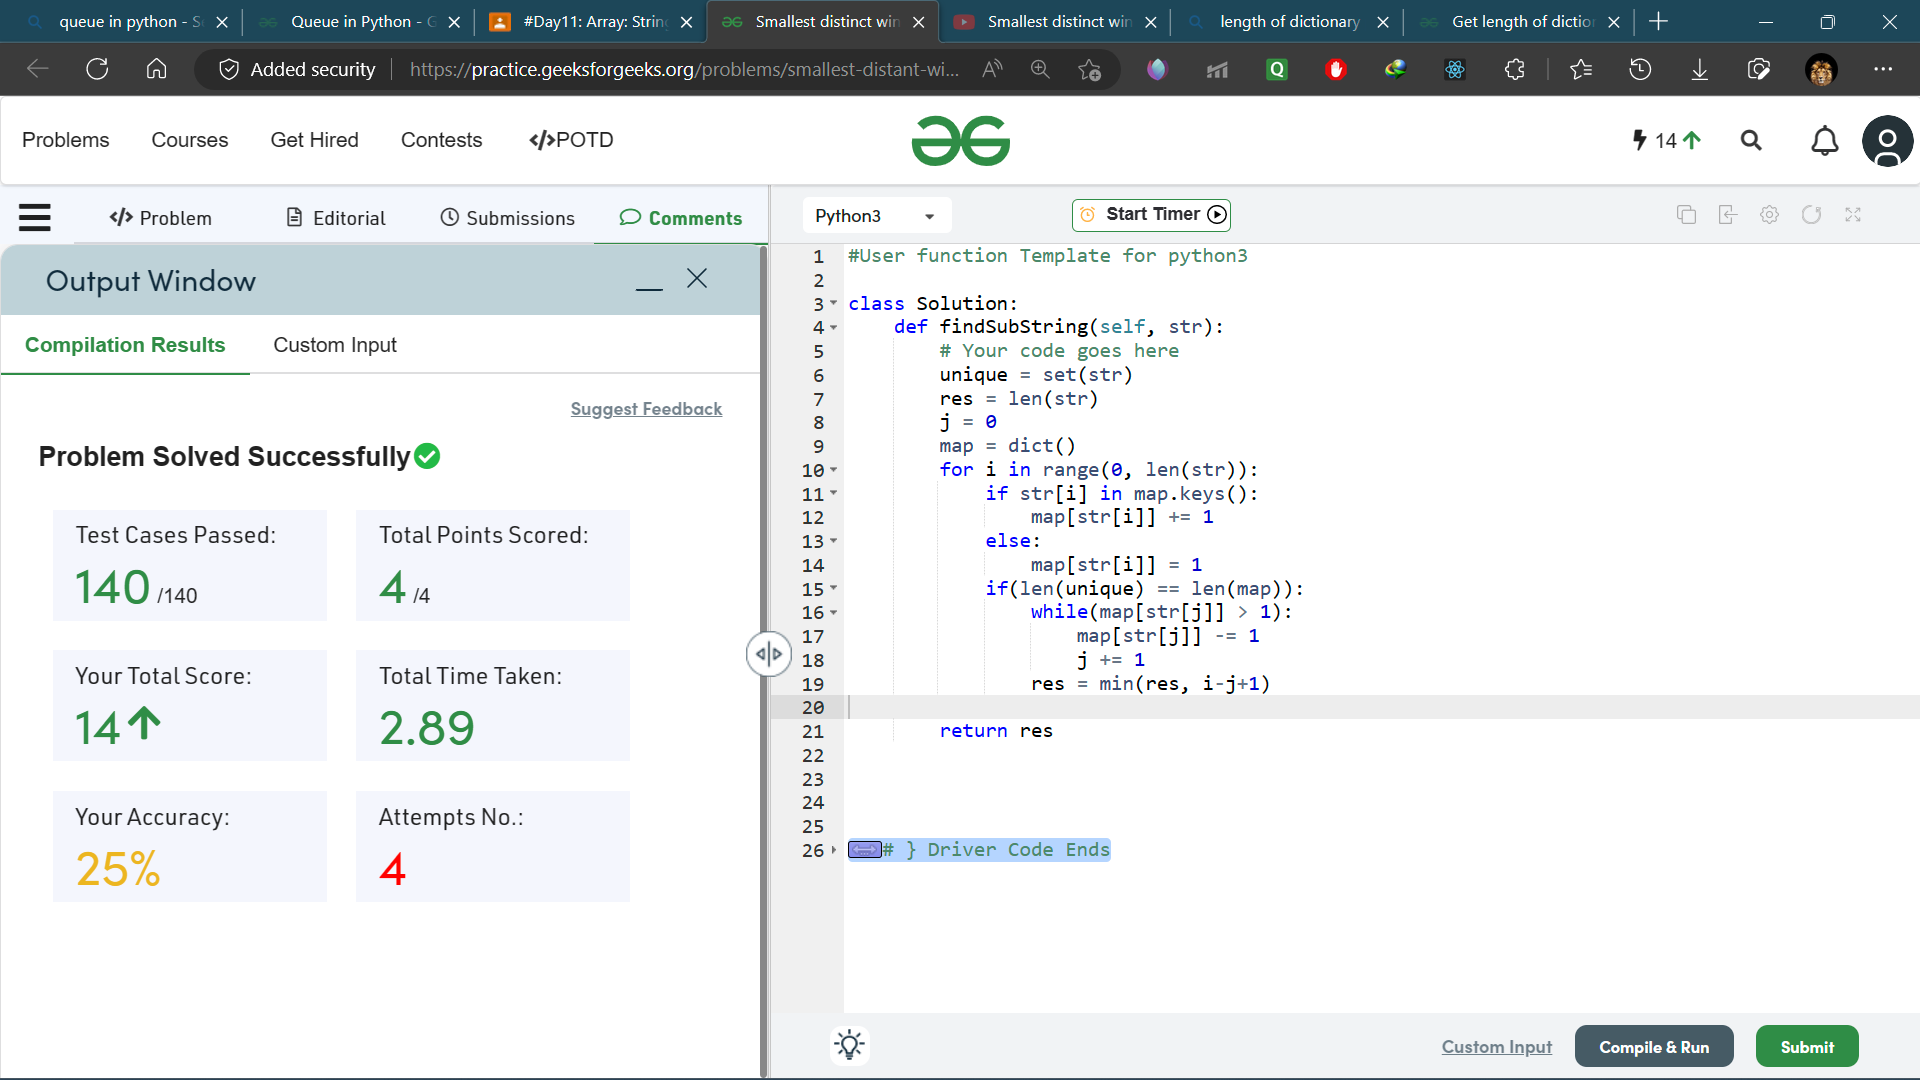 queue in python - S
Queue in Python - G
#Day11: Array: Strin
Smallest distinct win
Smallest distinct win
length of dictionary
Get length of dictio
Added security
https://practice.geeksforgeeks.org/problems/smallest-distant-wi...
Problems
Courses
Get Hired
Contests
</>POTD
14
</> Problem
Editorial
Submissions
Comments
Python3
Start Timer
Output Window
Compilation Results
Custom Input
Suggest Feedback
Problem Solved Successfully
Test Cases Passed:
140 /140
Total Points Scored:
4 /4
Your Total Score:
14
Total Time Taken:
2.89
Your Accuracy:
25%
Attempts No.:
4
1 #User function Template for python3
2
3 class Solution:
4 def findSubString(self, str):
5 # Your code goes here
6 unique = set(str)
7 res = len(str)
8 j = 0
9 map = dict()
10 for i in range(0, len(str)):
11 if str[i] in map.keys():
12 map[str[i]] += 1
13 else:
14 map[str[i]] = 1
15 if(len(unique) == len(map)):
16 while(map[str[j]] > 1):
17 map[str[j]] -= 1
18 j += 1
19 res = min(res, i-j+1)
20
21 return res
22
23
24
25
26 # } Driver Code Ends
Custom Input
Compile & Run
Submit